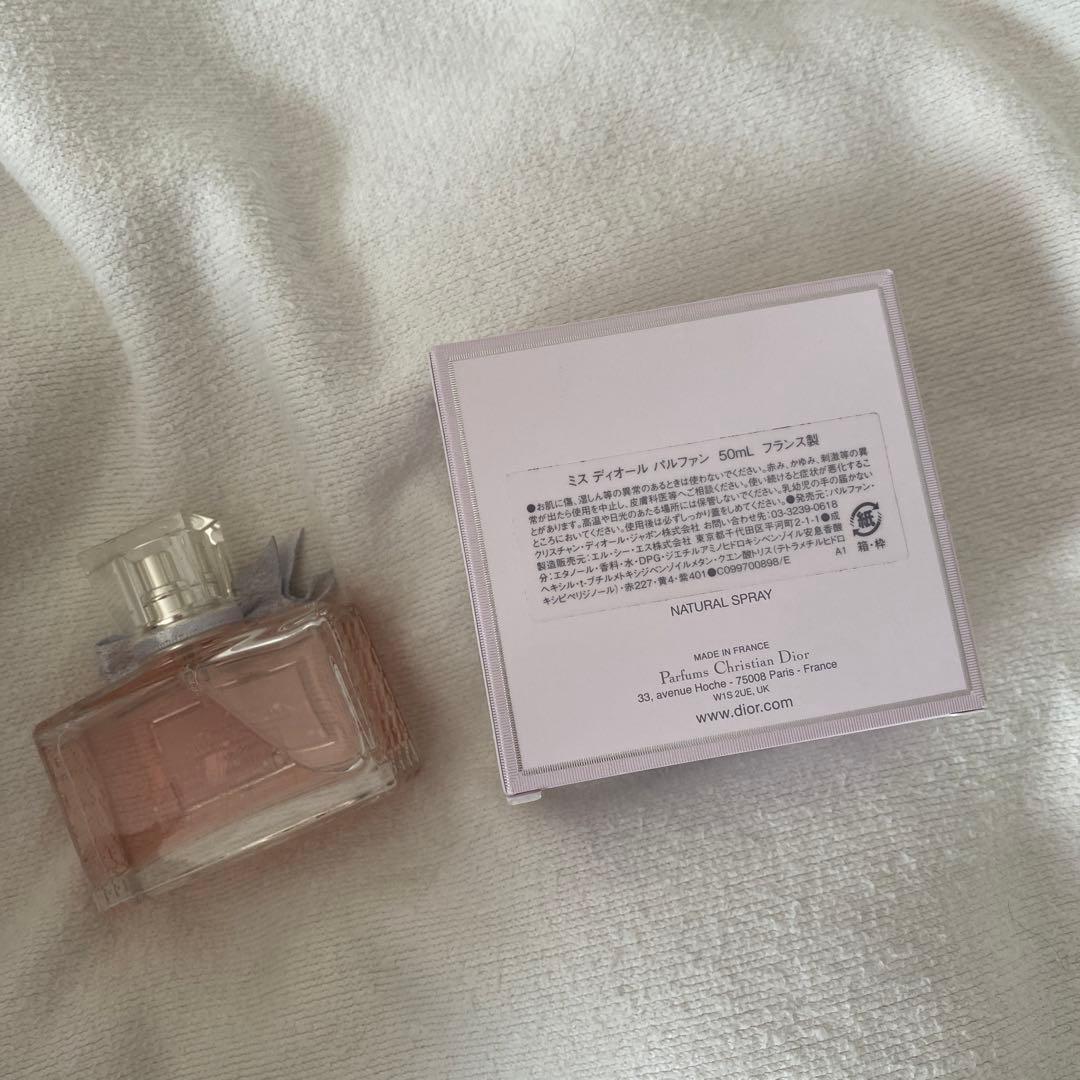 ミス ディオール パルファン 50mL フランス製
●お肌に傷、湿しん等の異常のあるときは使わないでください。赤み、かゆみ、刺激等の異
常が出たら使用を中止し、皮膚科医等へご相談ください。使い続けると症状が悪化するこ
とがあります。高温や日光のあたる場所には保管しないでください。乳幼児の手の届かない
ところにおいてください。使用後は必ずしっかり蓋をしめてください。●発売元:パルファン・
クリスチャン・ディオール・ジャポン株式会社 お問い合わせ先:03-3239-0618
製造販売元:エル・シー・エス株式会社 東京都千代田区平河町2-1-1●成
分:エタノール・香料・水・DPG・ジエチルアミノヒドロキシベンゾイル安息香酸
ヘキシル・t-ブチルメトキシジベンゾイルメタン・クエン酸トリス(テトラメチルヒドロ
キシピペリジノール)・赤227・黄4・紫401●C099700898/E
紙
箱・枠
A1
NATURAL SPRAY
MADE IN FRANCE
Parfums Christian Dior
33, avenue Hoche - 75008 Paris - France
W1S 2UE, UK
www.dior.com